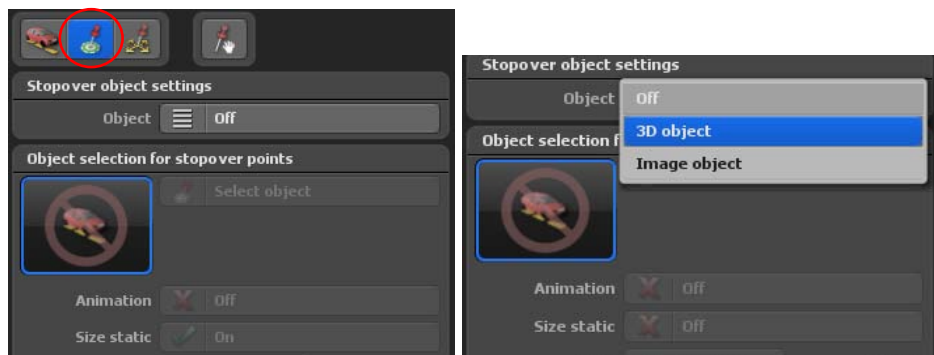 Stopover object settings
Object Off
Object selection for stopover points
Select object
Animation Off
Size static On
Stopover object settings
Object Off
3D object
Image object
Object selection f
Animation Off
Size static Off